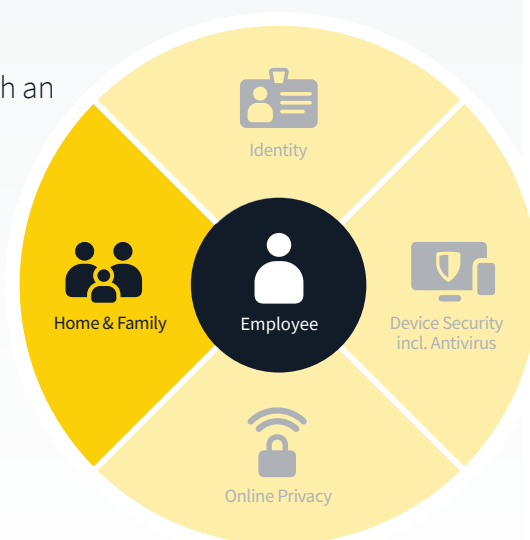 h an
Identity
Home & Family
Employee
Device Security
incl. Antivirus
Online Privacy